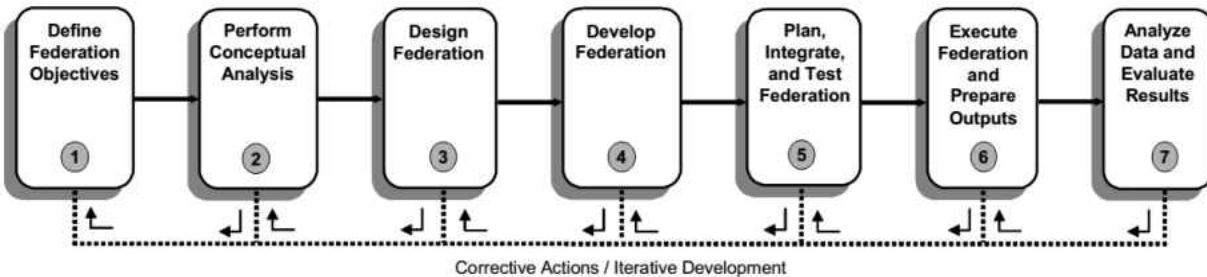 Define
Federation
Objectives
1
Perform
Conceptual
Analysis
2
Design
Federation
3
Develop
Federation
4
Plan,
Integrate,
and Test
Federation
5
Execute
Federation
and
Prepare
Outputs
6
Analyze
Data and
Evaluate
Results
7
Corrective Actions / Iterative Development